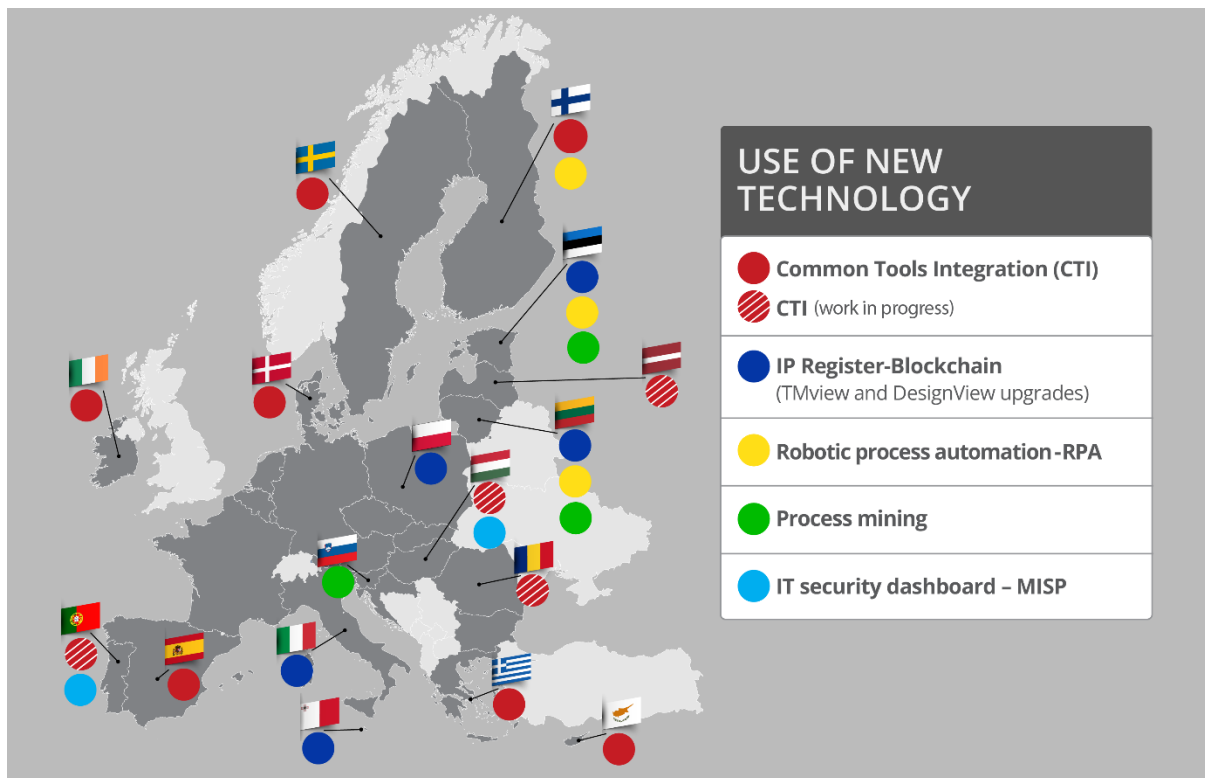 USE OF NEW
TECHNOLOGY
Common Tools Integration (CTI)
CTI (work in progress)
IP Register-Blockchain
(TMview and DesignView upgrades)
Robotic process automation -RPA
Process mining
IT security dashboard – MISP